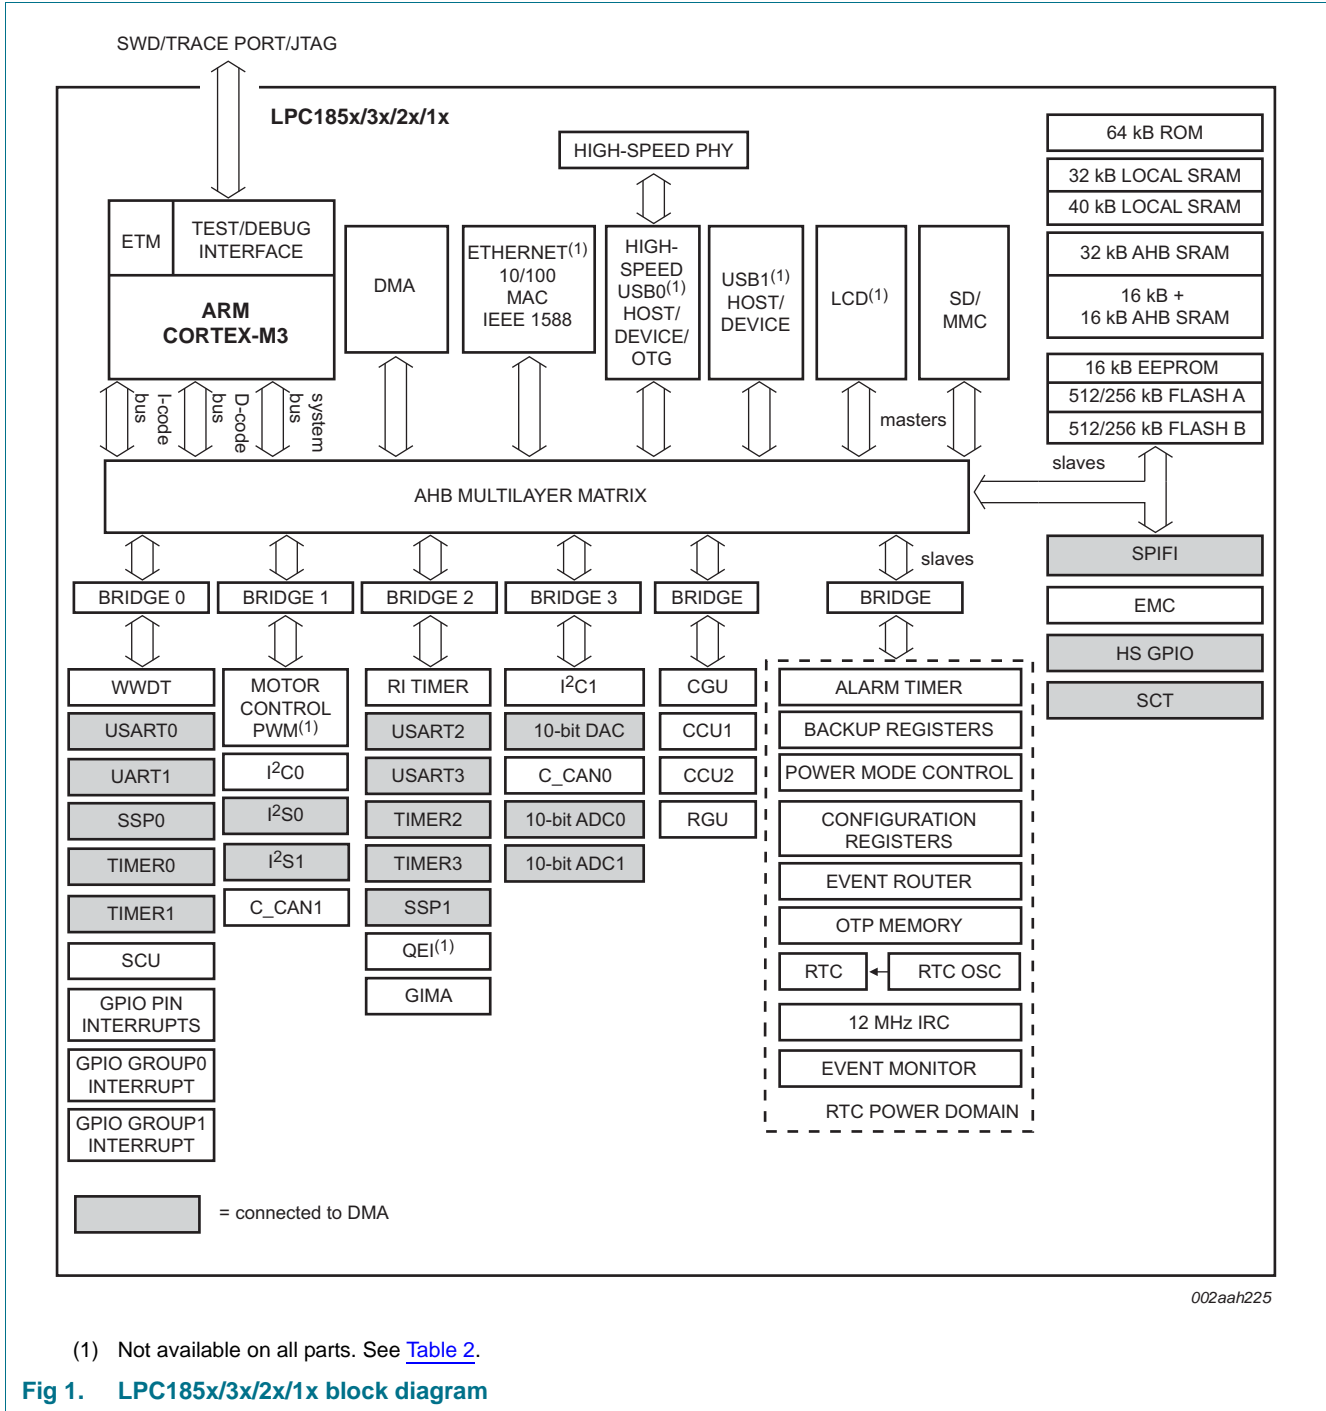 SWD/TRACE PORT/JTAG
LPC185x/3x/2x/1x
HIGH-SPEED PHY
ETM
TEST/DEBUG
INTERFACE
ARM
CORTEX-M3
DMA
ETHERNET(1)
10/100
MAC
IEEE 1588
HIGH-
SPEED
USB0(1)
HOST/
DEVICE/
OTG
USB1(1)
HOST/
DEVICE
LCD(1)
SD/
MMC
64 kB ROM
32 kB LOCAL SRAM
40 kB LOCAL SRAM
32 kB AHB SRAM
16 kB +
16 kB AHB SRAM
16 kB EEPROM
512/256 kB FLASH A
512/256 kB FLASH B
I-code
bus
D-code
bus
system
bus
masters
slaves
AHB MULTILAYER MATRIX
slaves
SPIFI
EMC
HS GPIO
SCT
BRIDGE 0
BRIDGE 1
BRIDGE 2
BRIDGE 3
BRIDGE
BRIDGE
WWDT
USART0
UART1
SSP0
TIMER0
TIMER1
SCU
GPIO PIN
INTERRUPTS
GPIO GROUP0
INTERRUPT
GPIO GROUP1
INTERRUPT
MOTOR
CONTROL
PWM(1)
I2C0
I2S0
I2S1
C_CAN1
RI TIMER
USART2
USART3
TIMER2
TIMER3
SSP1
QEI(1)
GIMA
I2C1
10-bit DAC
C_CAN0
10-bit ADC0
10-bit ADC1
CGU
CCU1
CCU2
RGU
ALARM TIMER
BACKUP REGISTERS
POWER MODE CONTROL
CONFIGURATION
REGISTERS
EVENT ROUTER
OTP MEMORY
RTC
RTC OSC
12 MHz IRC
EVENT MONITOR
RTC POWER DOMAIN
= connected to DMA
002aah225
(1) Not available on all parts. See Table 2.
Fig 1. LPC185x/3x/2x/1x block diagram